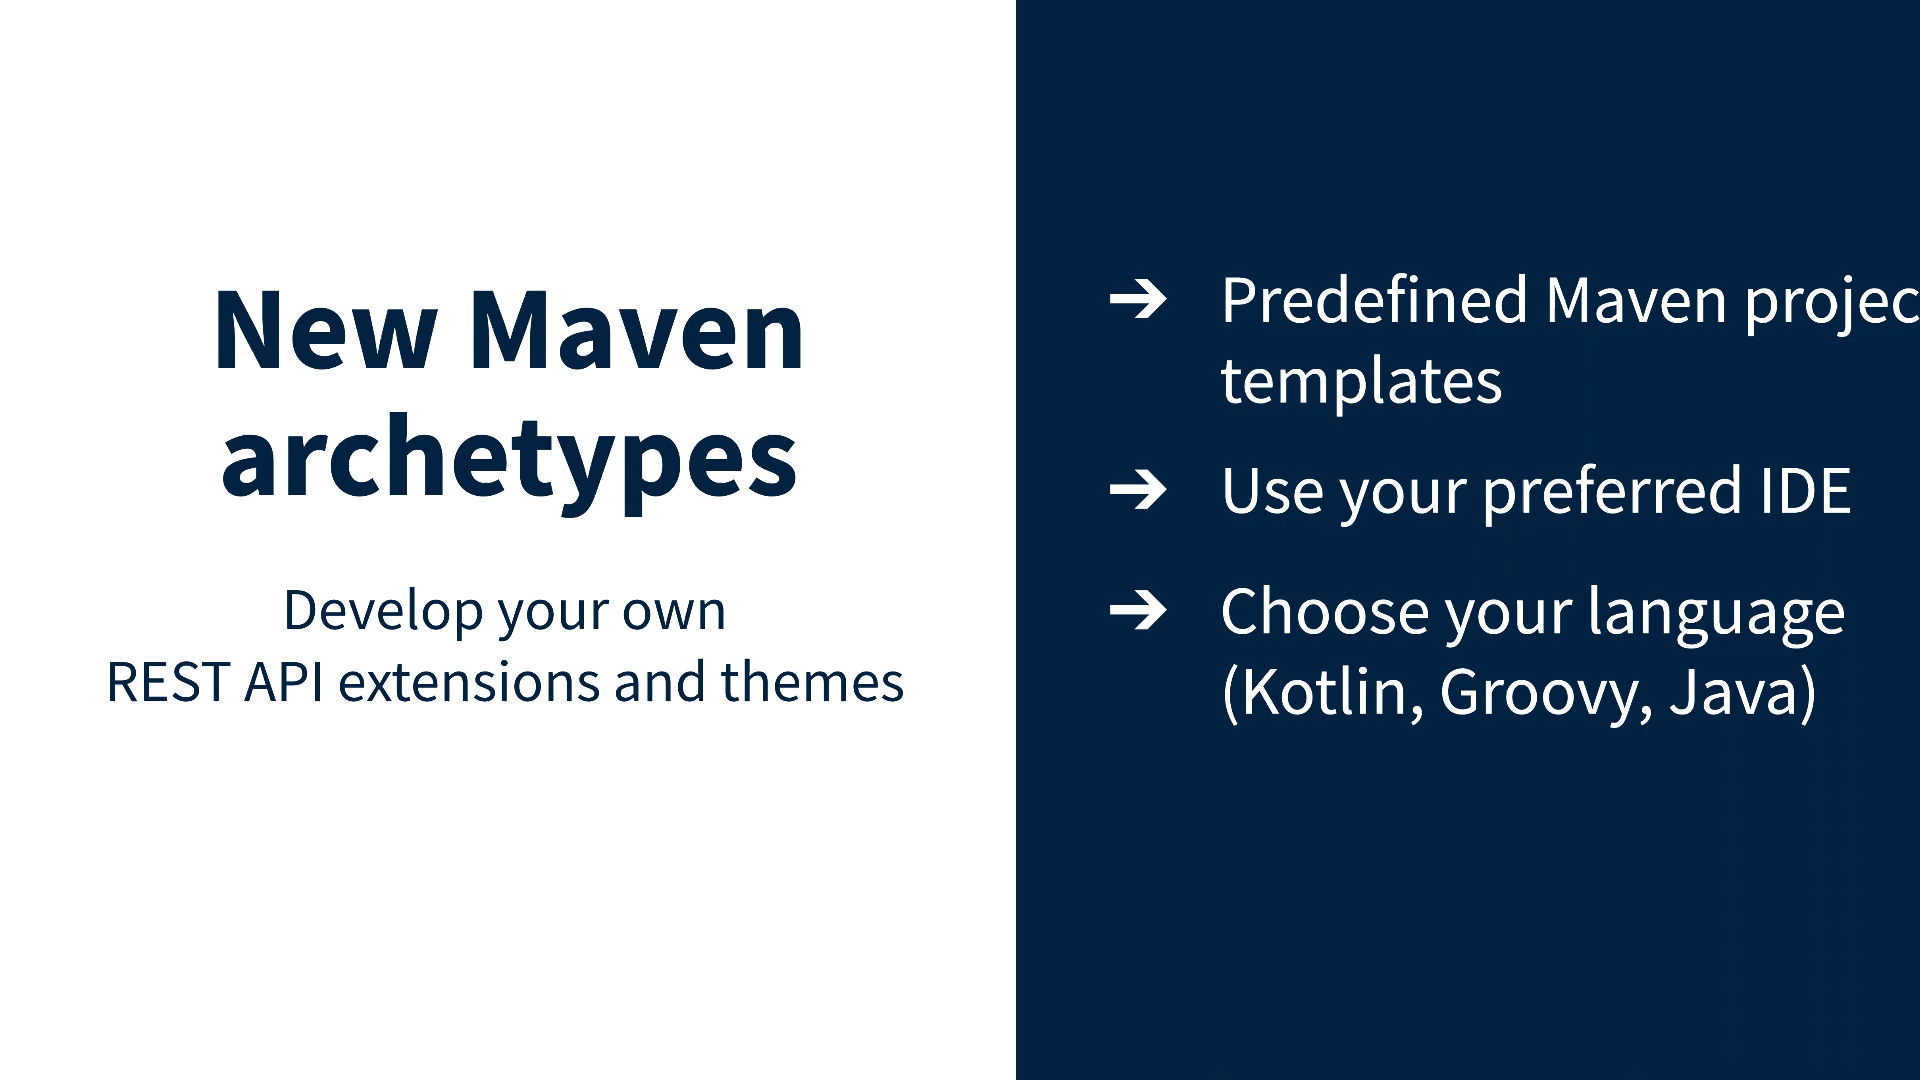 New Maven
archetypes
Develop your own
REST API extensions and themes
➔ Predefined Maven projec
templates
➔ Use your preferred IDE
➔ Choose your language
(Kotlin, Groovy, Java)